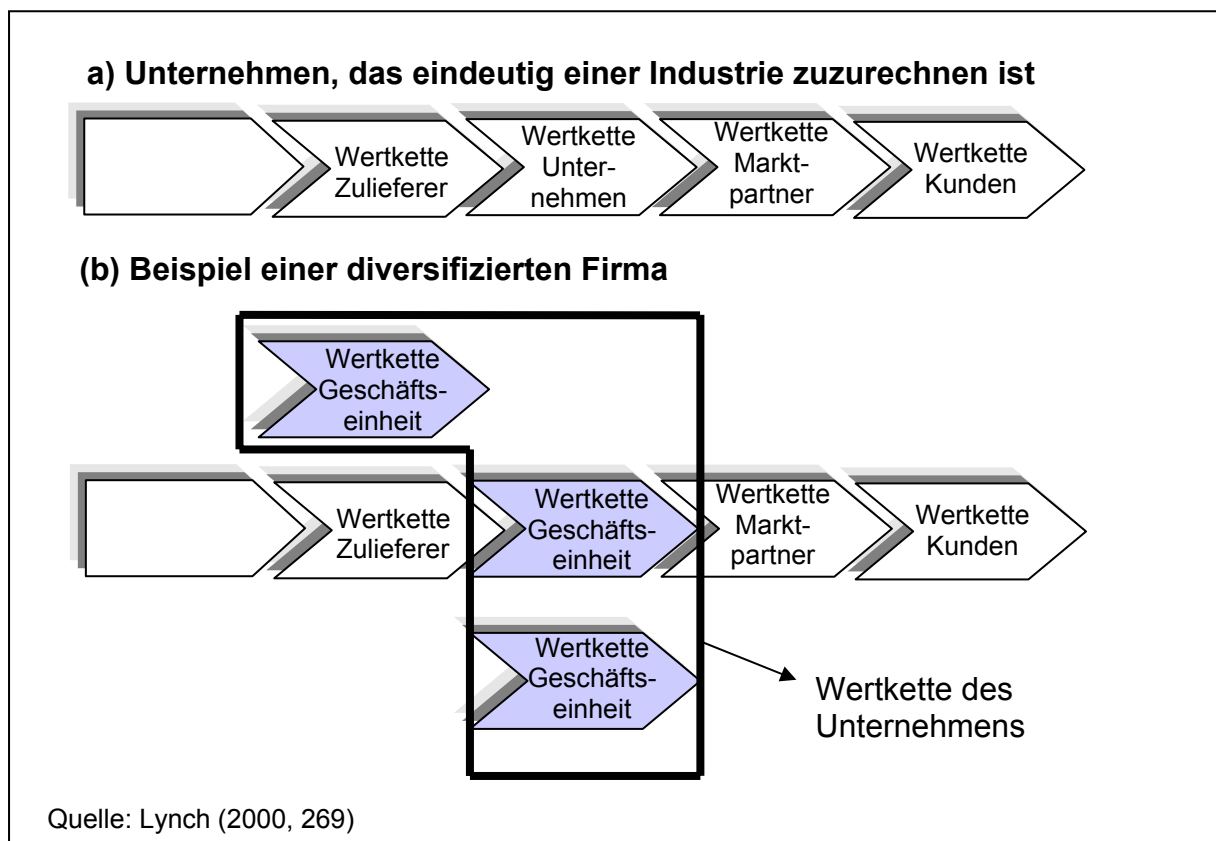 a) Unternehmen, das eindeutig einer Industrie zuzurechnen ist
Wertkette
Zulieferer
Wertkette
Unter-
nehmen
Wertkette
Markt-
partner
Wertkette
Kunden
(b) Beispiel einer diversifizierten Firma
Wertkette
Geschäfts-
einheit
Wertkette
Zulieferer
Wertkette
Geschäfts-
einheit
Wertkette
Markt-
partner
Wertkette
Kunden
Wertkette
Geschäfts-
einheit
Wertkette des
Unternehmens
Quelle: Lynch (2000, 269)